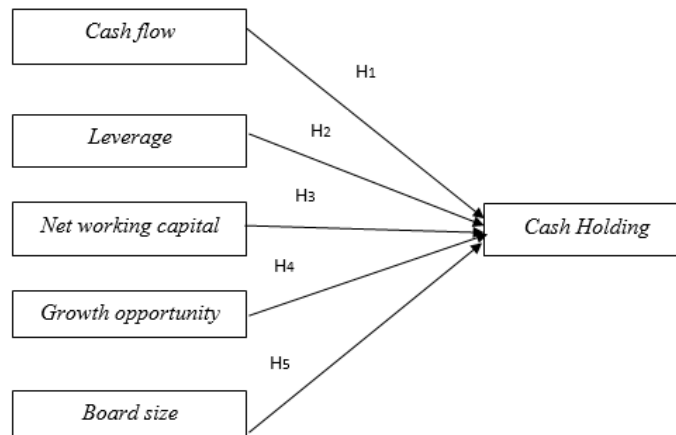 Cash flow
H1
Leverage
H2
H3
Net working capital
Cash Holding
H4
Growth opportunity
H5
Board size